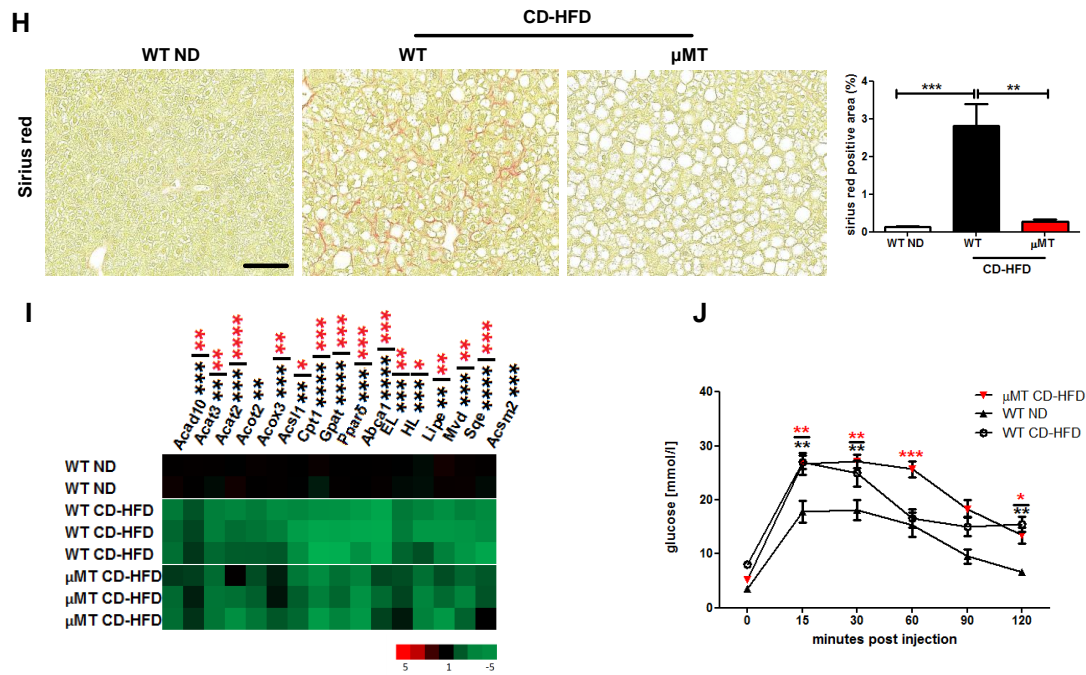 H
CD-HFD
WT ND
WT
µMT
Sirius red
sirius red positive area (%)
5
4
3
2
1
0
***
**
WT ND
WT
µMT
CD-HFD
I
*** **
** **
*** ****
**
*** **
** *
**** ***
**** ***
**** ***
**** ***
*** **
*** *
** **
*** **
**** ***
***
Acad10
Acat3
Acat2
Acot2
Acox3
Acsl1
Cpt1
Gpat
Pparδ
Abca1
EL
HL
Lipe
Mvd
Sqe
Acsm2
WT ND
WT ND
WT CD-HFD
WT CD-HFD
WT CD-HFD
µMT CD-HFD
µMT CD-HFD
µMT CD-HFD
5
1
-5
J
µMT CD-HFD
WT ND
WT CD-HFD
glucose [mmol/l]
40
30
20
10
0
**
**
**
**
***
*
**
0
15
30
60
90
120
minutes post injection